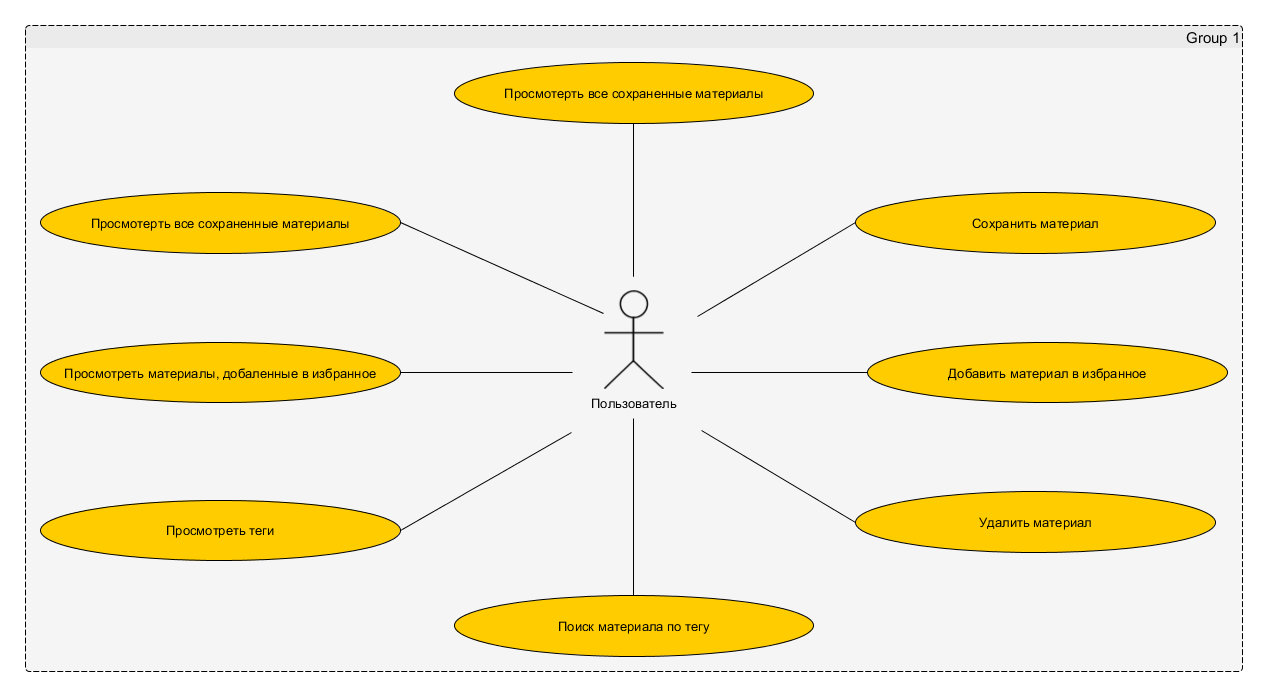 Group 1
Просмотерть все сохраненные материалы
Просмотерть все сохраненные материалы
Сохранить материал
Просмотреть материалы, добаленные в избранное
Добавить материал в избранное
Пользователь
Просмотреть теги
Удалить материал
Поиск материала по тегу